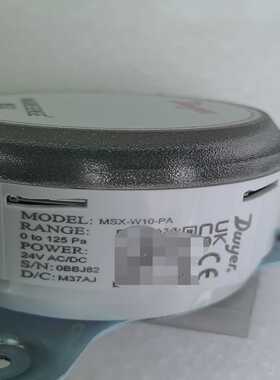 MODEL: MSX-W10-PA
RANGE:
0 to 125 Pa
POWER:
24V AC/DC
S/N: 0BBJ82
D/C: M37AJ
UK
CA
CE
Dwyer